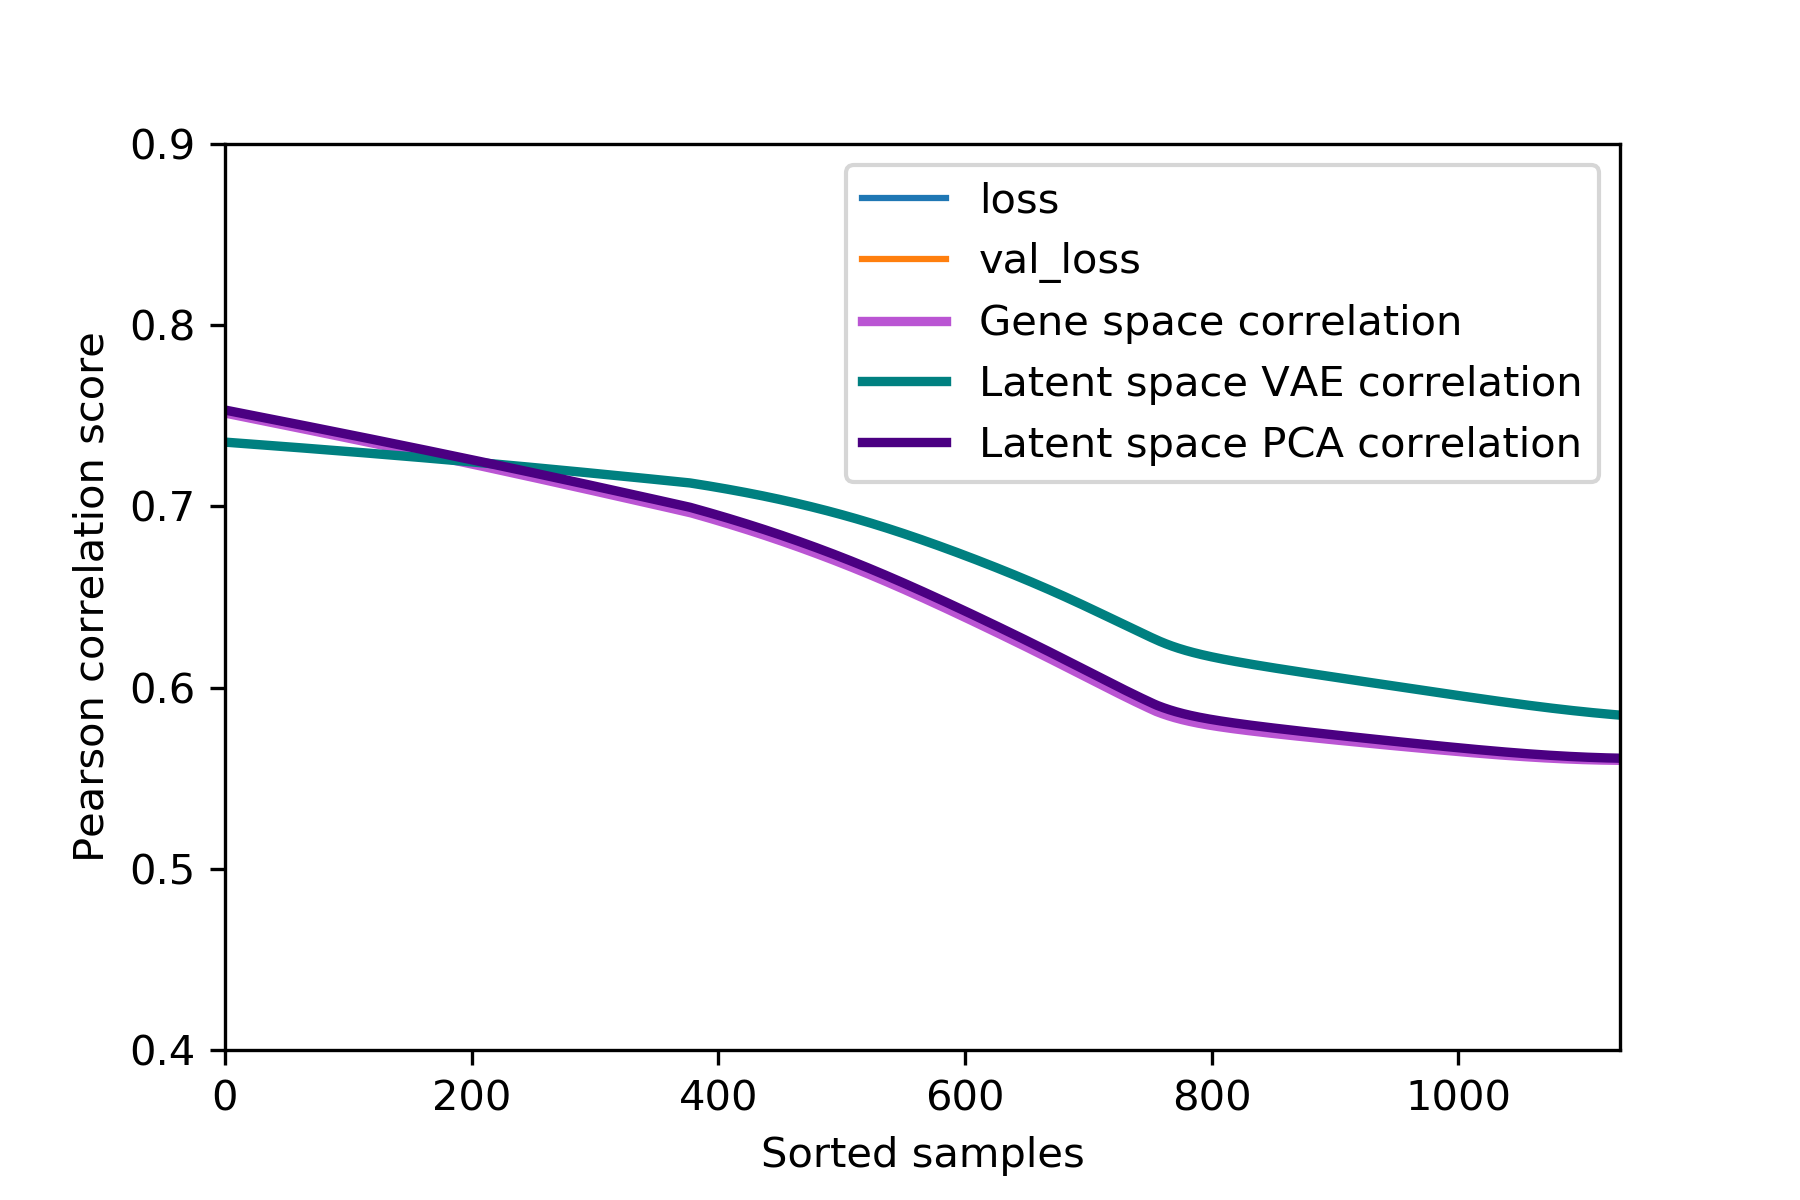 0.9
0.8
0.7
0.6
0.5
0.4
Pearson correlation score
loss
val_loss
Gene space correlation
Latent space VAE correlation
Latent space PCA correlation
0 200 400 600 800 1000
Sorted samples